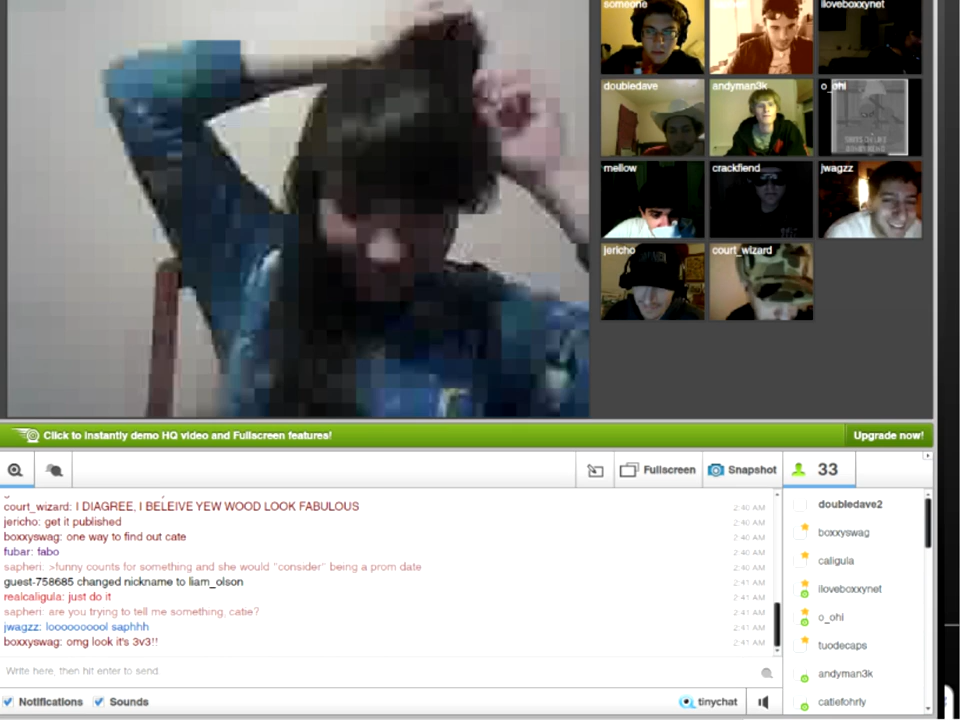 someone
iloveboxxynet
doubledave
andyman3k
o_ohi
mellow
crackfiend
jwagzz
jericho
court_wizard
Click to instantly demo HQ video and Fullscreen features!
Upgrade now!
Fullscreen
Snapshot
33
court_wizard: I DIAGREE, I BELEIVE YEW WOOD LOOK FABULOUS 2:40 AM
jericho: get it published 2:40 AM
boxxyswag: one way to find out cate 2:40 AM
fubar: fabo 2:40 AM
sapheri: >funny counts for something and she would "consider" being a prom date 2:40 AM
guest-758685 changed nickname to liam_olson 2:41 AM
realcaligula: just do it 2:41 AM
sapheri: are you trying to tell me something, catie? 2:41 AM
jwagzz: looooooooool saphhh 2:41 AM
boxxyswag: omg look it's 3v3!! 2:41 AM
doubledave2
boxxyswag
caligula
iloveboxxynet
o_ohi
tuodecaps
andyman3k
catiefohrly
Write here, then hit enter to send
Notifications
Sounds
tinychat